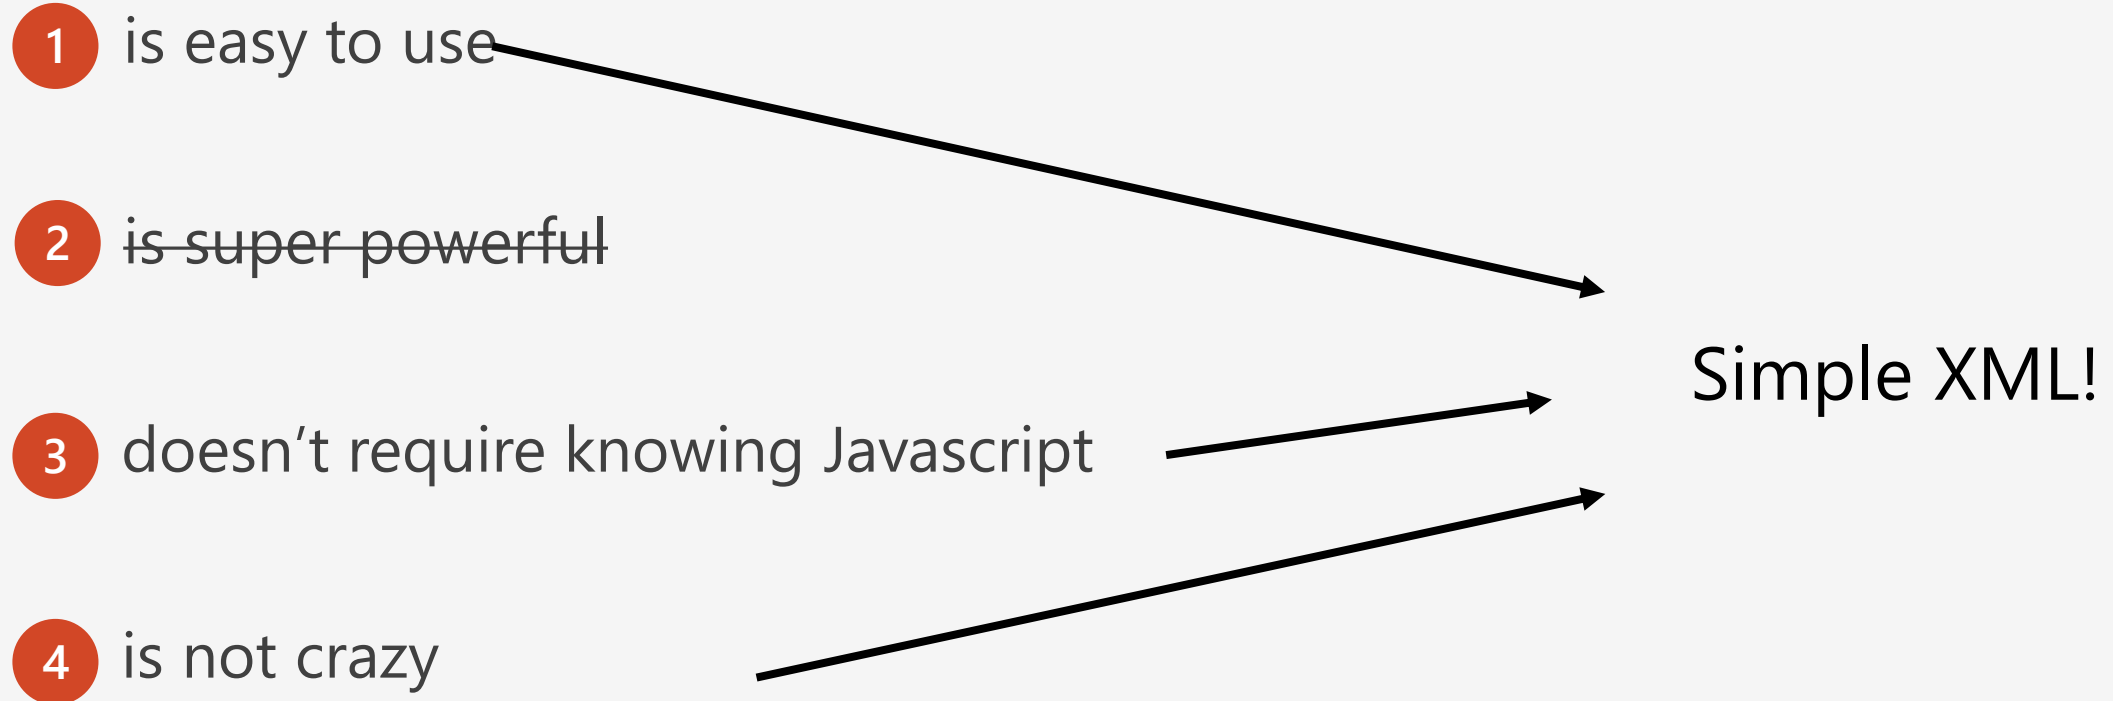 1 is easy to use
2 is super powerful
3 doesn’t require knowing Javascript
4 is not crazy
Simple XML!